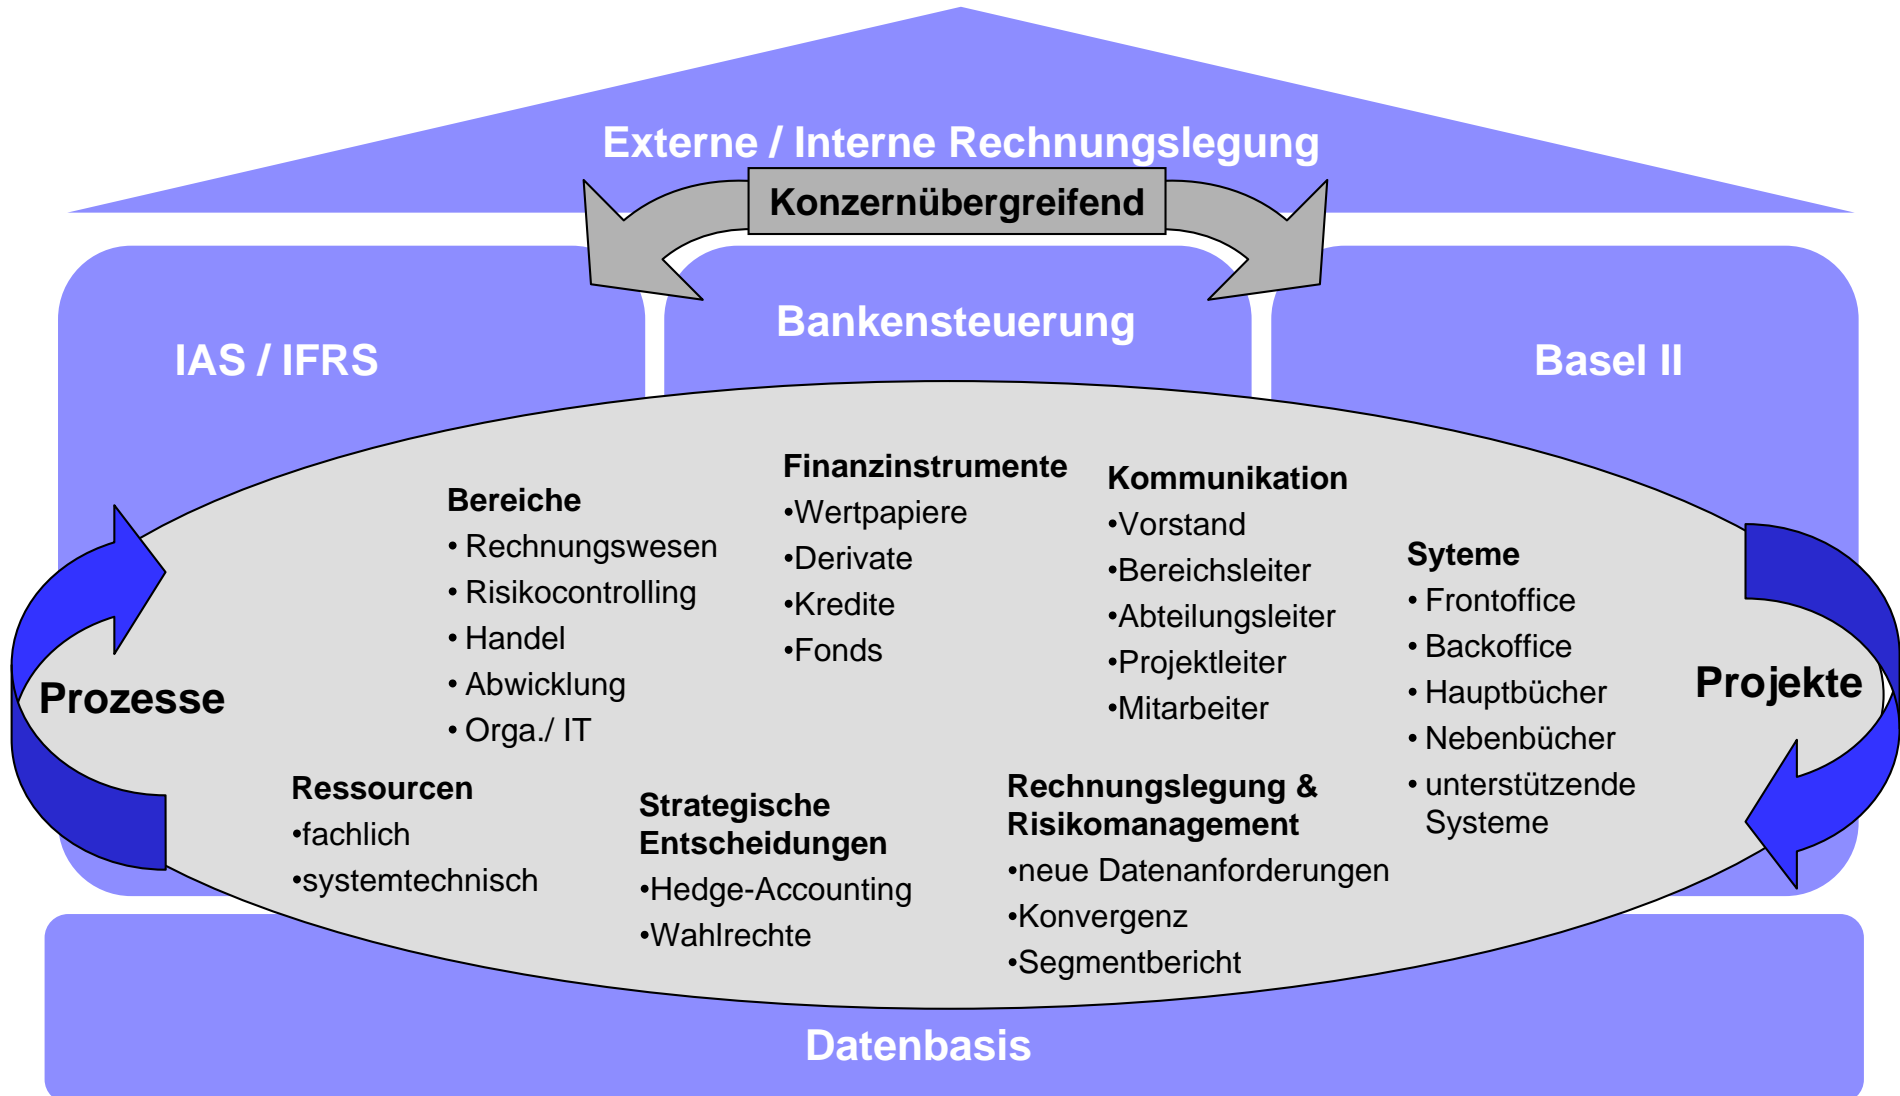 Externe / Interne Rechnungslegung
Konzernübergreifend
IAS / IFRS
Bankensteuerung
Basel II
Prozesse
Bereiche
• Rechnungswesen
• Risikocontrolling
• Handel
• Abwicklung
• Orga./ IT
Finanzinstrumente
•Wertpapiere
•Derivate
•Kredite
•Fonds
Kommunikation
•Vorstand
•Bereichsleiter
•Abteilungsleiter
•Projektleiter
•Mitarbeiter
Syteme
• Frontoffice
• Backoffice
• Hauptbücher
• Nebenbücher
• unterstützende
Systeme
Projekte
Ressourcen
•fachlich
•systemtechnisch
Strategische
Entscheidungen
•Hedge-Accounting
•Wahlrechte
Rechnungslegung &
Risikomanagement
•neue Datenanforderungen
•Konvergenz
•Segmentbericht
Datenbasis